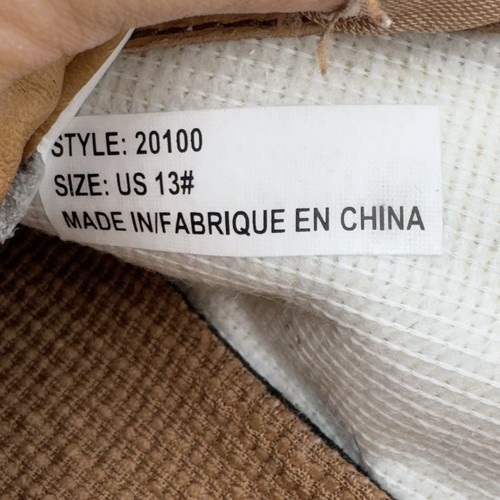 STYLE: 20100
SIZE: US 13#
MADE IN/FABRIQUE EN CHINA